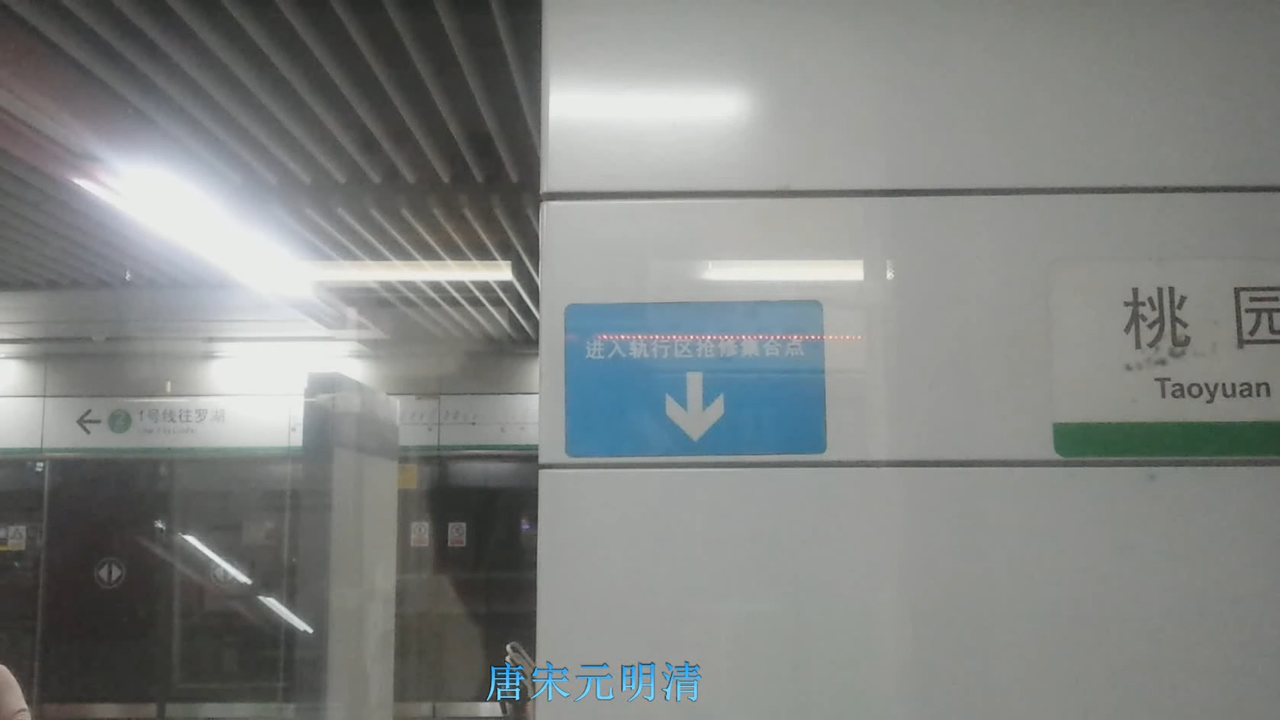 进入轨行区抢修集合点
桃园
Taoyuan
2 1号线往罗湖
唐宋元明清